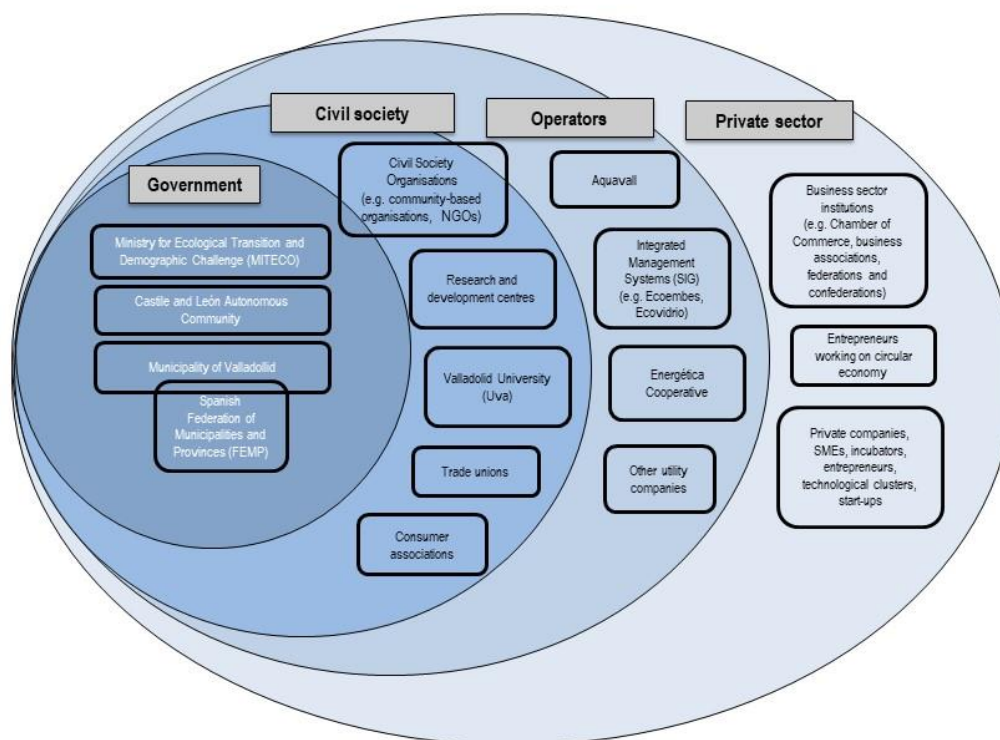 Government
Ministry for Ecological Transition and
Demographic Challenge (MITECO)
Castile and León Autonomous
Community
Municipality of Valladollid
Spanish
Federation of
Municipalities and
Provinces (FEMP)
Civil society
Civil Society
Organisations
(e.g. community-based
organisations, NGOs)
Research and
development centres
Valladolid University
(Uva)
Trade unions
Consumer
associations
Operators
Aquavall
Integrated
Management
Systems (SIG)
(e.g. Ecoembes,
Ecovidrio)
Energética
Cooperative
Other utility
companies
Private sector
Business sector
institutions
(e.g. Chamber of
Commerce, business
associations,
federations and
confederations)
Entrepreneurs
working on circular
economy
Private companies,
SMEs, incubators,
entrepreneurs,
technological clusters,
start-ups